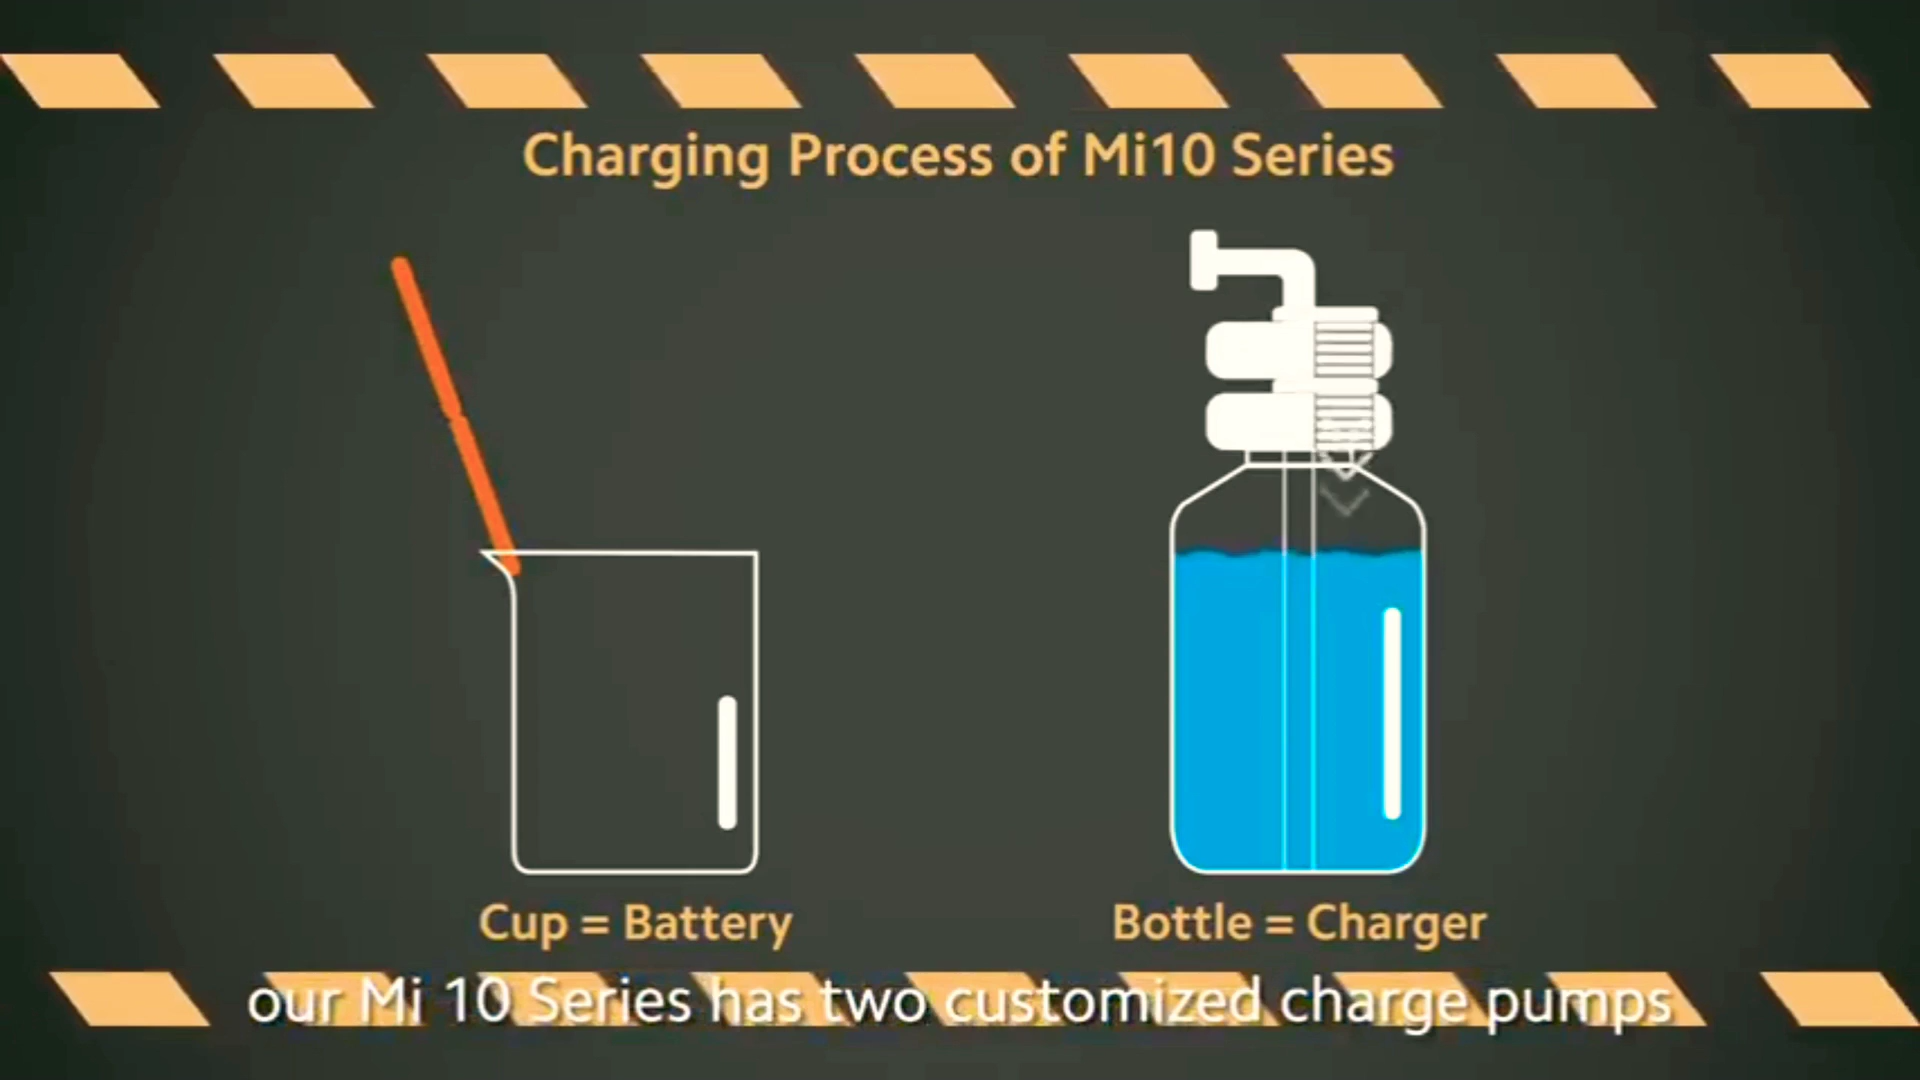 Charging Process of Mi10 Series
Cup = Battery
Bottle = Charger
our Mi 10 Series has two customized charge pumps